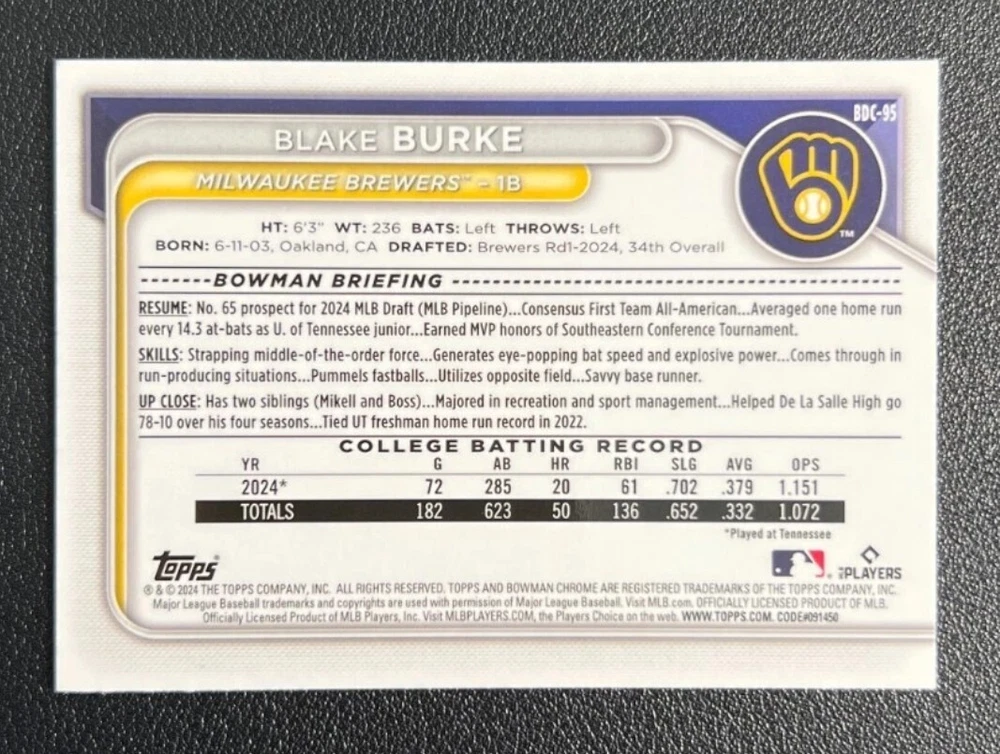 BDC-95
BLAKE BURKE
MILWAUKEE BREWERS™ – 1B
HT: 6'3" WT: 236 BATS: Left THROWS: Left
BORN: 6-11-03, Oakland, CA DRAFTED: Brewers Rd1-2024, 34th Overall
TM
-------BOWMAN BRIEFING-------
RESUME: No. 65 prospect for 2024 MLB Draft (MLB Pipeline)...Consensus First Team All-American...Averaged one home run
every 14.3 at-bats as U. of Tennessee junior...Earned MVP honors of Southeastern Conference Tournament.
SKILLS: Strapping middle-of-the-order force...Generates eye-popping bat speed and explosive power...Comes through in
run-producing situations...Pummels fastballs...Utilizes opposite field...Savvy base runner.
UP CLOSE: Has two siblings (Mikell and Boss)...Majored in recreation and sport management...Helped De La Salle High go
78-10 over his four seasons...Tied UT freshman home run record in 2022.
COLLEGE BATTING RECORD
YR G AB HR RBI SLG AVG OPS
2024* 72 285 20 61 .702 .379 1.151
TOTALS 182 623 50 136 .652 .332 1.072
*Played at Tennessee
Topps®
MLB PLAYERS
® & © 2024 THE TOPPS COMPANY, INC. ALL RIGHTS RESERVED. TOPPS AND BOWMAN CHROME ARE REGISTERED TRADEMARKS OF THE TOPPS COMPANY, INC.
Major League Baseball trademarks and copyrights are used with permission of Major League Baseball. Visit MLB.com. OFFICIALLY LICENSED PRODUCT OF MLB.
Officially Licensed Product of MLB Players, Inc. Visit MLBPLAYERS.COM, the Players Choice on the web. WWW.TOPPS.COM. CODE#091450